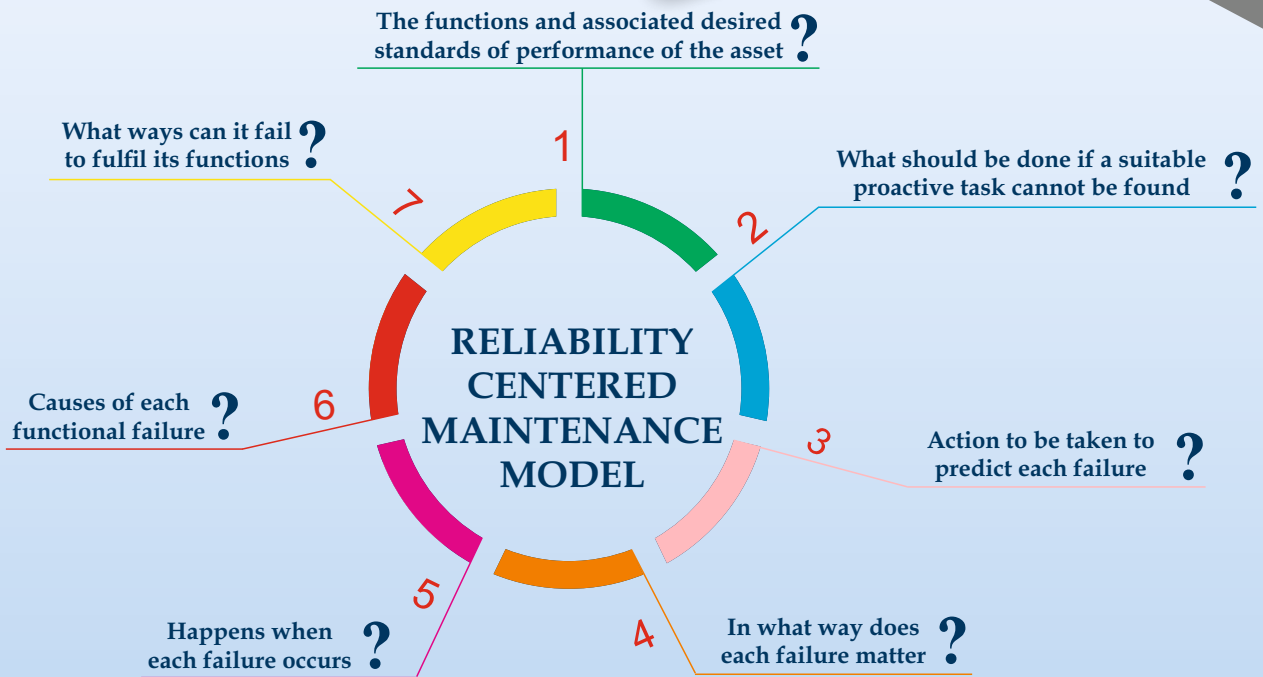 The functions and associated desired
standards of performance of the asset ?
1
What should be done if a suitable
proactive task cannot be found ?
2
Action to be taken to
predict each failure ?
3
In what way does
each failure matter ?
4
Happens when
each failure occurs ?
5
Causes of each
functional failure ?
6
What ways can it fail
to fulfil its functions ?
7
RELIABILITY
CENTERED
MAINTENANCE
MODEL